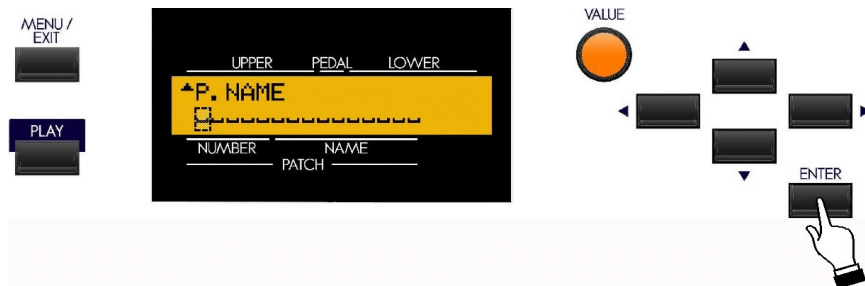 MENU /
EXIT
PLAY
UPPER PEDAL LOWER
P. NAME
NUMBER NAME
PATCH
VALUE
ENTER